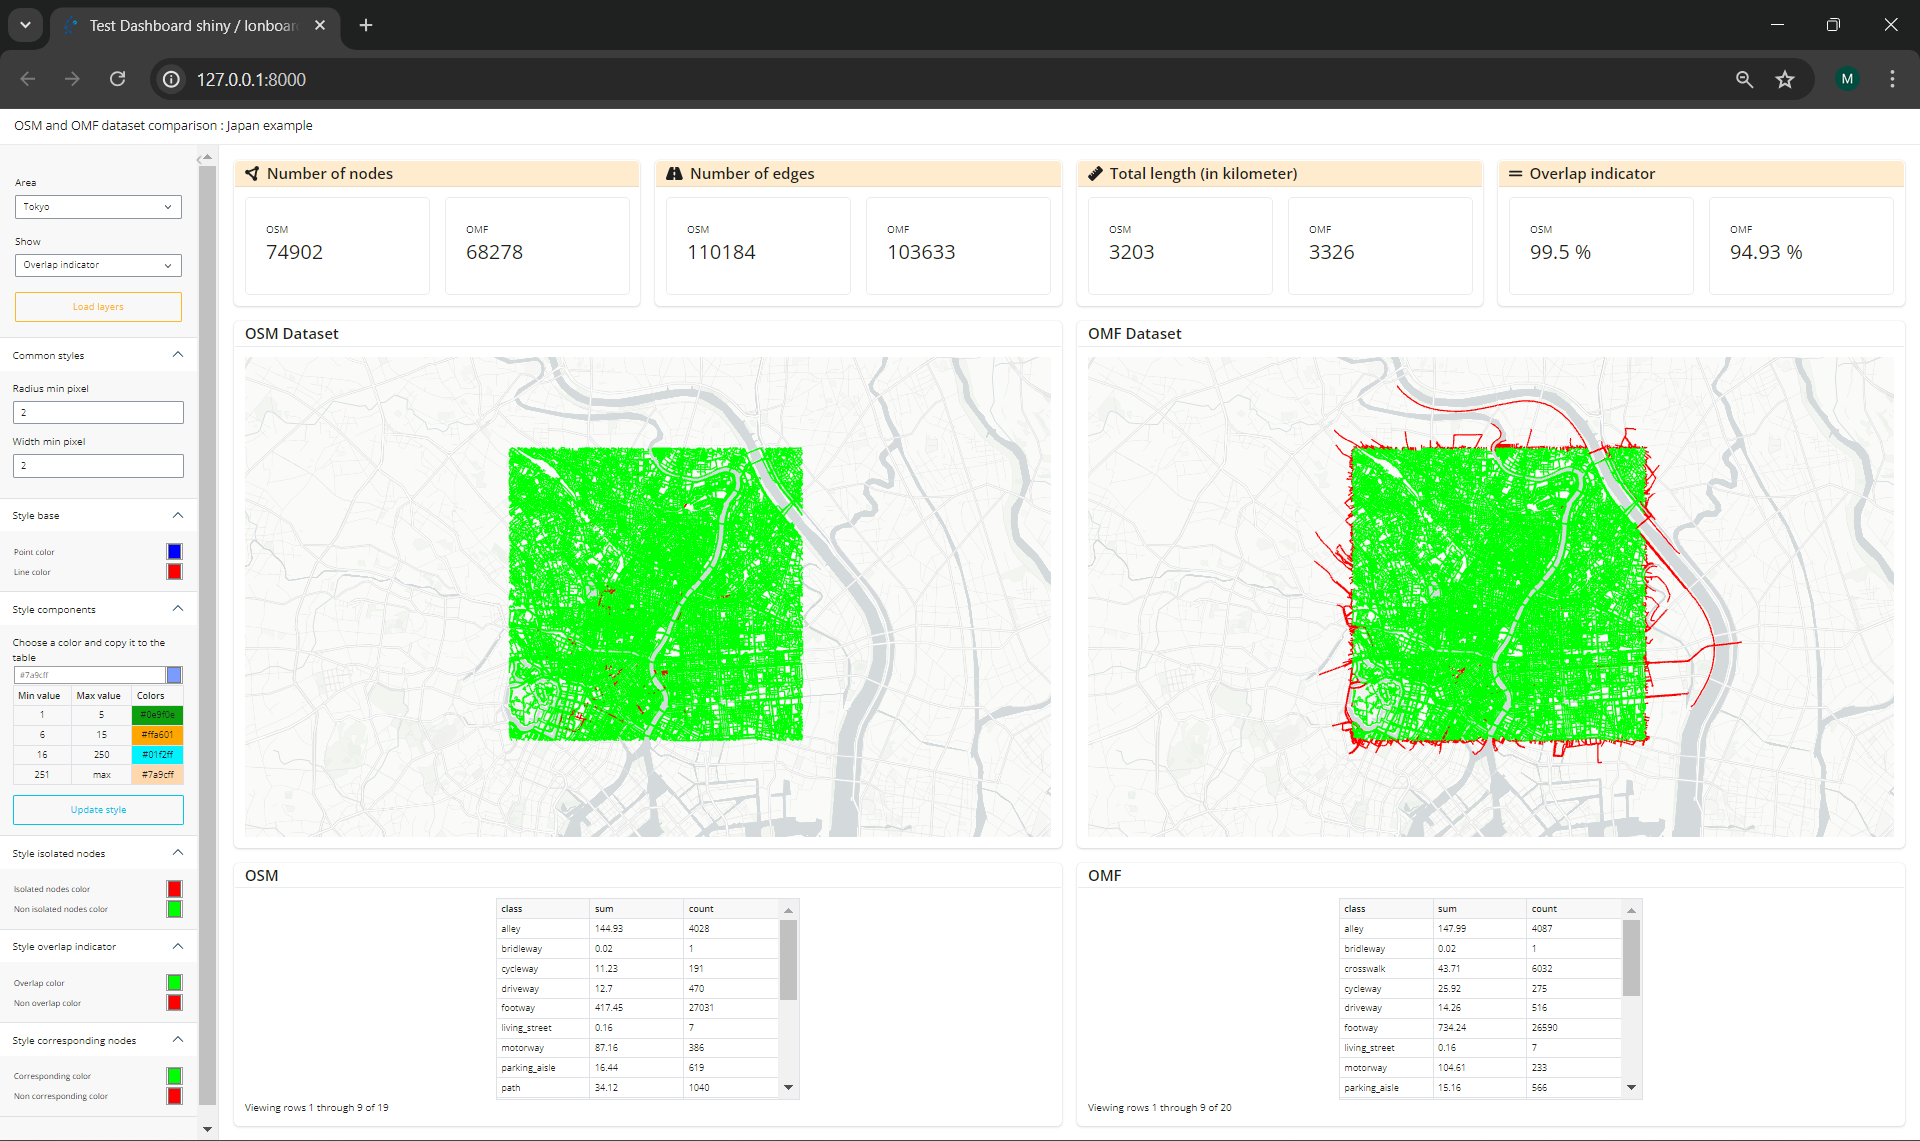 Test Dashboard shiny / lonboar
127.0.0.1:8000
M
OSM and OMF dataset comparison : Japan example
Area
Tokyo
Show
Overlap indicator
Load layers
Common styles
Radius min pixel
2
Width min pixel
2
Style base
Point color
Line color
Style components
Choose a color and copy it to the
table
#7a9cff
Min value Max value Colors
1 5 #0e9f0e
6 15 #ffa601
16 250 #01f2ff
251 max #7a9cff
Update style
Style isolated nodes
Isolated nodes color
Non isolated nodes color
Style overlap indicator
Overlap color
Non overlap color
Style corresponding nodes
Corresponding color
Non corresponding color
Number of nodes
OSM
74902
OMF
68278
Number of edges
OSM
110184
OMF
103633
Total length (in kilometer)
OSM
3203
OMF
3326
Overlap indicator
OSM
99.5 %
OMF
94.93 %
OSM Dataset
OMF Dataset
OSM
class sum count
alley 144.93 4028
bridleway 0.02 1
cycleway 11.23 191
driveway 12.7 470
footway 417.45 27031
living_street 0.16 7
motorway 87.16 386
parking_aisle 16.44 619
path 34.12 1040
Viewing rows 1 through 9 of 19
OMF
class sum count
alley 147.99 4087
bridleway 0.02 1
crosswalk 43.71 6032
cycleway 25.92 275
driveway 14.26 516
footway 734.24 26590
living_street 0.16 7
motorway 104.61 233
parking_aisle 15.16 566
Viewing rows 1 through 9 of 20